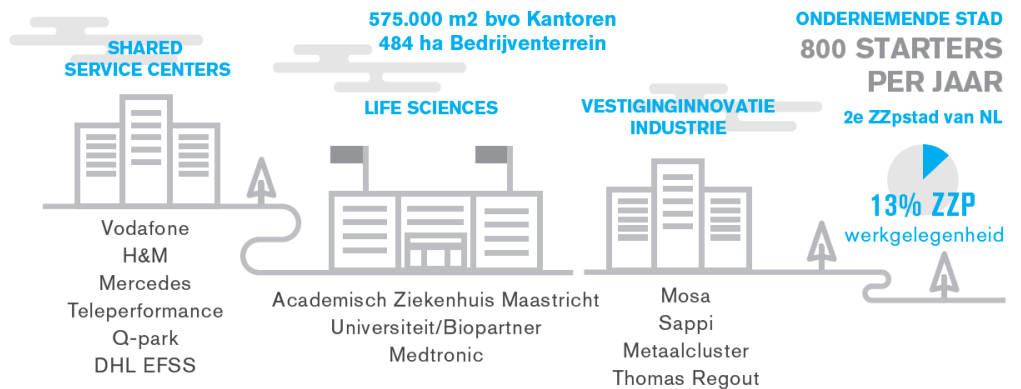 SHARED
SERVICE CENTERS
Vodafone
H&M
Mercedes
Teleperformance
Q-park
DHL EFSS
575.000 m2 bvo Kantoren
484 ha Bedrijventerrein
LIFE SCIENCES
Academisch Ziekenhuis Maastricht
Universiteit/Biopartner
Medtronic
VESTIGINGINNOVATIE
INDUSTRIE
Mosa
Sappi
Metaalcluster
Thomas Regout
ONDERNEMENDE STAD
800 STARTERS
PER JAAR
2e ZZpstad van NL
13% ZZP
werkgelegenheid